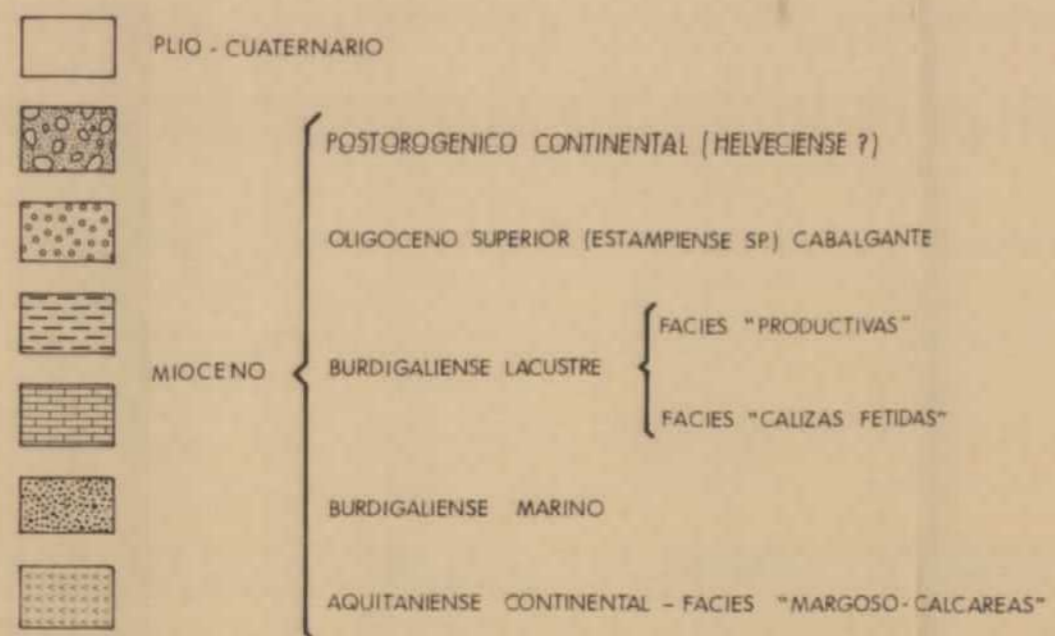 PLIO - CUATERNARIO
POSTOROGENICO CONTINENTAL (HELVECIENSE ?)
OLIGOCENO SUPERIOR (ESTAMPIENSE SP) CABALGANTE
FACIES "PRODUCTIVAS"
MIOCENO
BURDIGALIENSE LACUSTRE
FACIES "CALIZAS FETIDAS"
BURDIGALIENSE MARINO
AQUITANIENSE CONTINENTAL - FACIES "MARGOSO-CALCAREAS"